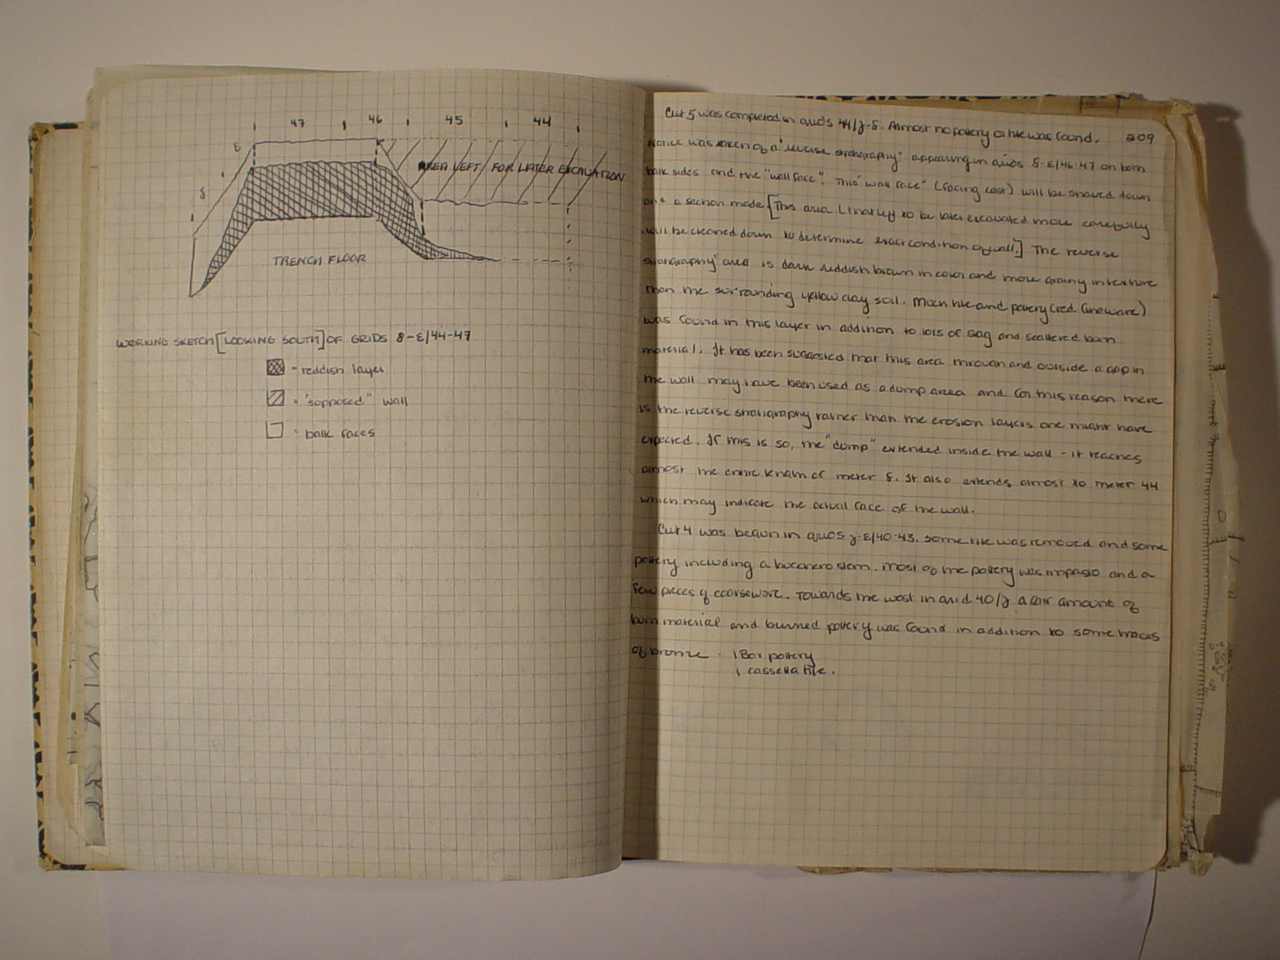 47 46 45 44
ε
δ
AREA LEFT FOR LATER EXCAVATION
TRENCH FLOOR
WORKING SKETCH [LOOKING SOUTH] OF GRIDS δ-ε/44-47
= reddish layer
= "supposed" wall
= balk faces
209
Cut 5 was completed in grids 44/γ-δ. Almost no pottery or tile was found.
Notice was taken of a "reverse stratigraphy" appearing in grids δ-ε/46-47 on both
balk sides and the "wall face". This "wall face" (facing east) will be shaved down
and a section made [This area (that left to be later excavated more carefully
will be cleaned down to determine exact condition of wall.] The reverse
stratigraphy" area is dark reddish brown in color and more grainy in texture
than the surrounding yellow clay soil. Much tile and pottery (red fineware)
was found in this layer in addition to lots of slag and scattered burn
material. It has been suggested that this area through and outside a gap in
the wall may have been used as a dump area and for this reason there
is the reverse stratigraphy rather than the erosion layers one might have
expected. If this is so, the "dump" extended inside the wall - it reaches
almost the entire length of meter δ. It also extends almost to meter 44
which may indicate the actual face of the wall.
Cut 4 was begun in grids γ-ε/40-43. Some tile was removed and some
pottery including a bucchero stem. Most of the pottery was impasto and a
few pieces of coarseware. Towards the west in grid 40/γ a fair amount of
burn material and burned pottery was found in addition to some traces
of bronze. 1 Box pottery
1 cassetta tile.